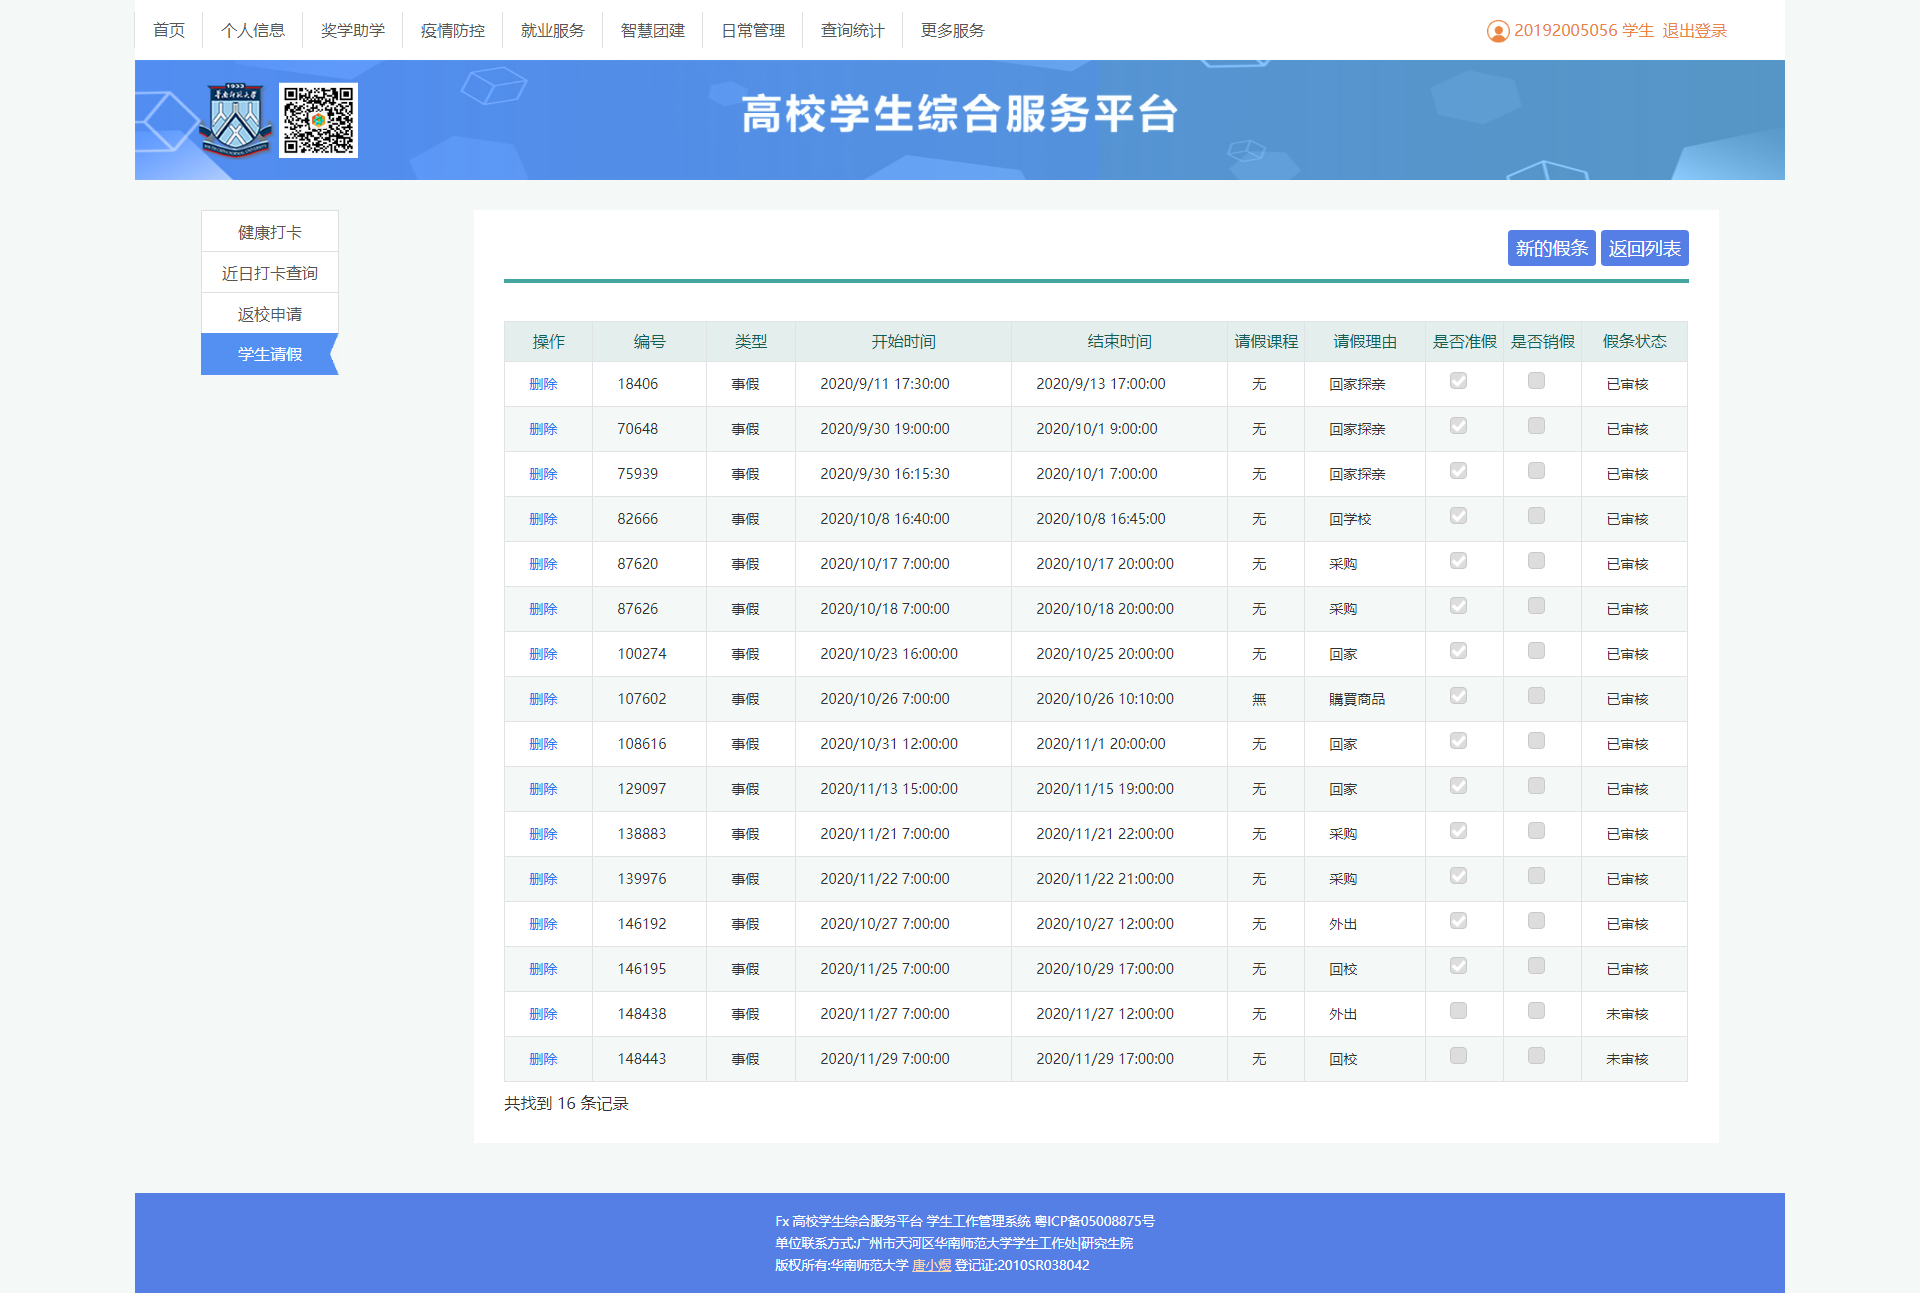 首页 个人信息 奖学助学 疫情防控 就业服务 智慧团建 日常管理 查询统计 更多服务 20192005056 学生 退出登录
1933
高校学生综合服务平台
健康打卡
近日打卡查询
返校申请
学生请假
新的假条 返回列表
操作 编号 类型 开始时间 结束时间 请假课程 请假理由 是否准假 是否销假 假条状态
删除 18406 事假 2020/9/11 17:30:00 2020/9/13 17:00:00 无 回家探亲 已审核
删除 70648 事假 2020/9/30 19:00:00 2020/10/1 9:00:00 无 回家探亲 已审核
删除 75939 事假 2020/9/30 16:15:30 2020/10/1 7:00:00 无 回家探亲 已审核
删除 82666 事假 2020/10/8 16:40:00 2020/10/8 16:45:00 无 回学校 已审核
删除 87620 事假 2020/10/17 7:00:00 2020/10/17 20:00:00 无 采购 已审核
删除 87626 事假 2020/10/18 7:00:00 2020/10/18 20:00:00 无 采购 已审核
删除 100274 事假 2020/10/23 16:00:00 2020/10/25 20:00:00 无 回家 已审核
删除 107602 事假 2020/10/26 7:00:00 2020/10/26 10:10:00 無 購買商品 已审核
删除 108616 事假 2020/10/31 12:00:00 2020/11/1 20:00:00 无 回家 已审核
删除 129097 事假 2020/11/13 15:00:00 2020/11/15 19:00:00 无 回家 已审核
删除 138883 事假 2020/11/21 7:00:00 2020/11/21 22:00:00 无 采购 已审核
删除 139976 事假 2020/11/22 7:00:00 2020/11/22 21:00:00 无 采购 已审核
删除 146192 事假 2020/10/27 7:00:00 2020/10/27 12:00:00 无 外出 已审核
删除 146195 事假 2020/11/25 7:00:00 2020/10/29 17:00:00 无 回校 已审核
删除 148438 事假 2020/11/27 7:00:00 2020/11/27 12:00:00 无 外出 未审核
删除 148443 事假 2020/11/29 7:00:00 2020/11/29 17:00:00 无 回校 未审核
共找到 16 条记录
Fx 高校学生综合服务平台 学生工作管理系统 粤ICP备05008875号
单位联系方式:广州市天河区华南师范大学学生工作处|研究生院
版权所有:华南师范大学 唐小煜 登记证:2010SR038042